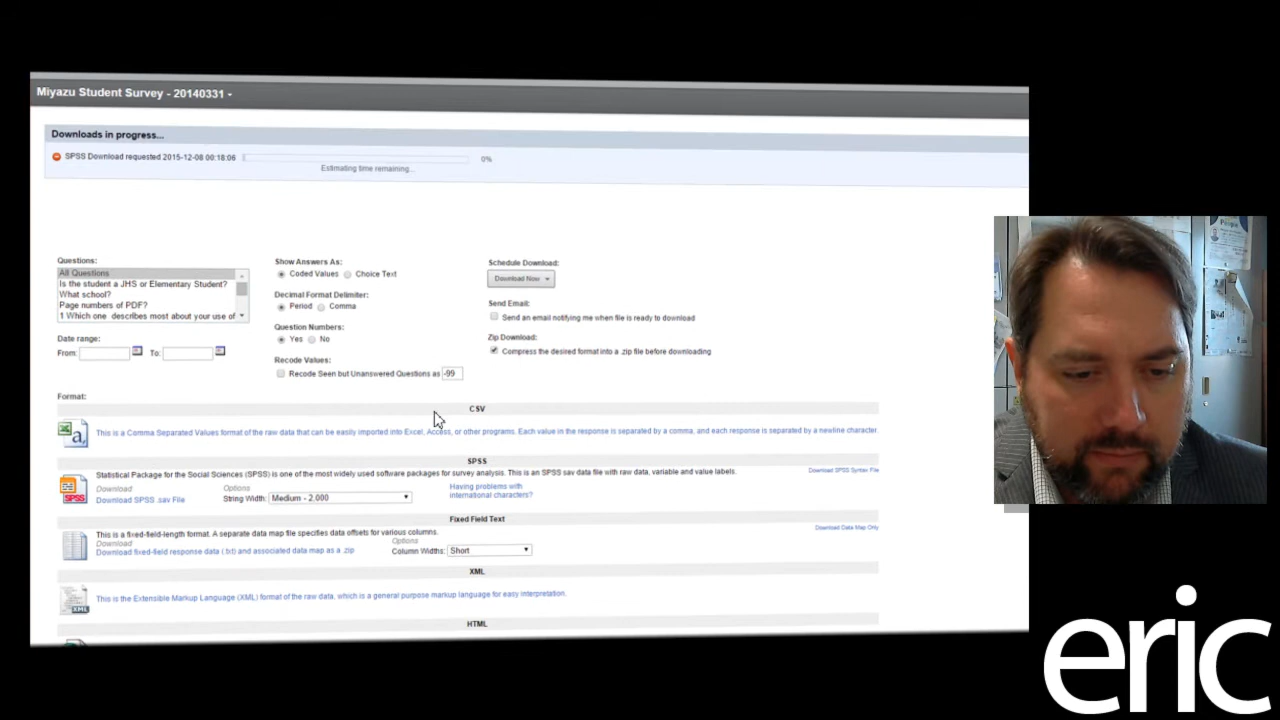 Miyazu Student Survey - 20140331
Downloads in progress...
SPSS Download requested 2015-12-08 00:18:06
0%
Estimating time remaining...
Questions:
All Questions
Is the student a JHS or Elementary Student?
What school?
Page numbers of PDF?
1 Which one describes most about your use of
Date range:
From:
To:
Show Answers As:
Coded Values
Choice Text
Decimal Format Delimiter:
Period
Comma
Question Numbers:
Yes
No
Recode Values:
Recode Seen but Unanswered Questions as -99
Schedule Download:
Download Now
Send Email:
Send an email notifying me when file is ready to download
Zip Download:
Compress the desired format into a .zip file before downloading
Format:
CSV
This is a Comma Separated Values format of the raw data that can be easily imported into Excel, Access, or other programs. Each value in the response is separated by a comma, and each response is separated by a newline character.
SPSS
Statistical Package for the Social Sciences (SPSS) is one of the most widely used software packages for survey analysis. This is an SPSS sav data file with raw data, variable and value labels.
Download SPSS Syntax File
SPSS
Download
Download SPSS .sav File
Options
String Width: Medium - 2.000
Having problems with
international characters?
Fixed Field Text
This is a fixed-field-length format. A separate data map file specifies data offsets for various columns.
Download Data Map Only
Download
Download fixed-field response data (.txt) and associated data map as a .zip
Options
Column Widths: Short
XML
This is the Extensible Markup Language (XML) format of the raw data, which is a general purpose markup language for easy interpretation.
XML
HTML
People
eric